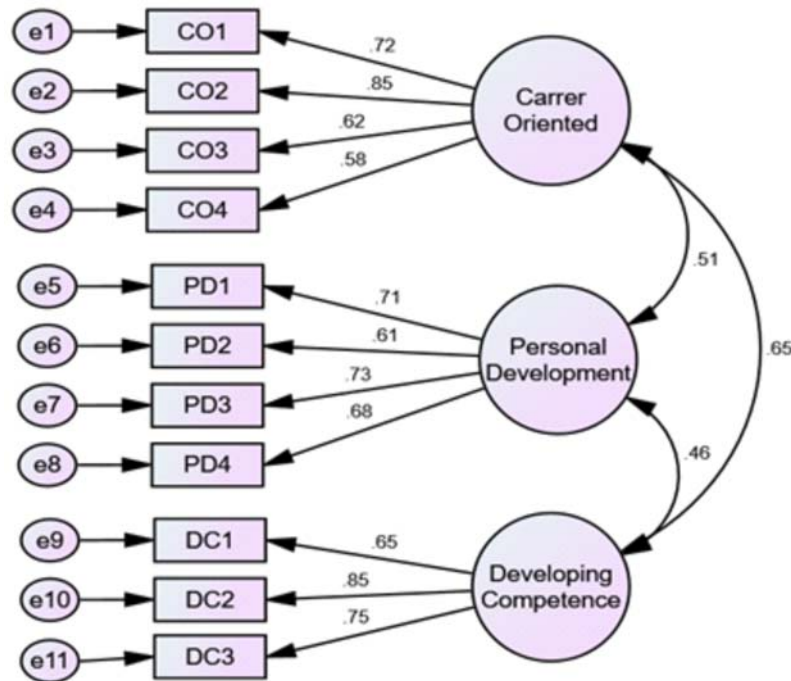 e1
CO1
.72
e2
CO2
.85
Carrer
Oriented
e3
CO3
.62
e4
CO4
.58
.51
e5
PD1
.71
e6
PD2
.61
Personal
Development
.65
e7
PD3
.73
e8
PD4
.68
.46
e9
DC1
.65
e10
DC2
.85
Developing
Competence
e11
DC3
.75